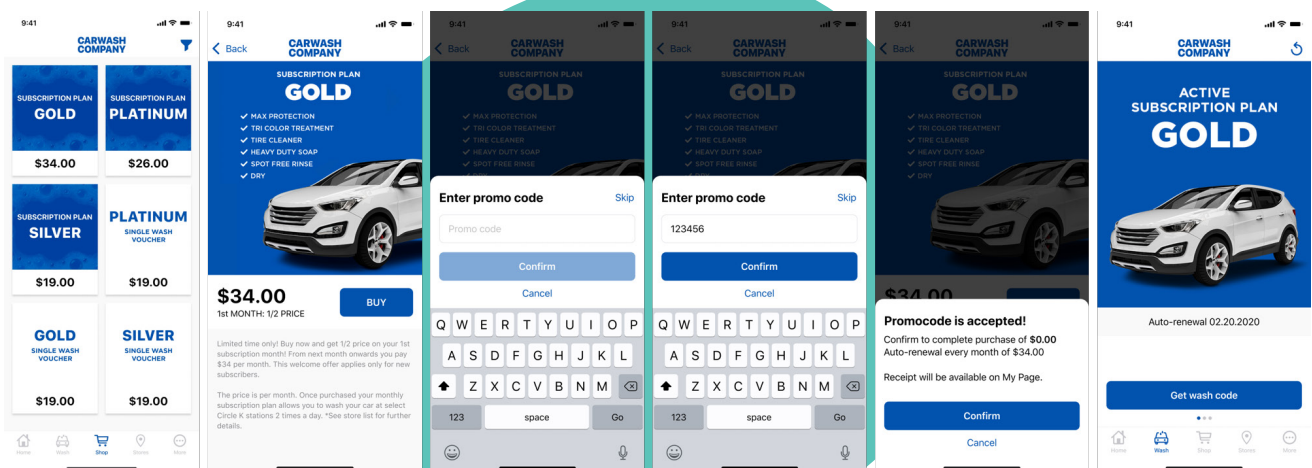 9:41
CARWASH
COMPANY
SUBSCRIPTION PLAN
GOLD
$34.00
SUBSCRIPTION PLAN
PLATINUM
$26.00
SUBSCRIPTION PLAN
SILVER
$19.00
PLATINUM
SINGLE WASH
VOUCHER
$19.00
GOLD
SINGLE WASH
VOUCHER
$19.00
SILVER
SINGLE WASH
VOUCHER
$19.00
Home
Wash
Shop
Stores
More
9:41
Back
CARWASH
COMPANY
SUBSCRIPTION PLAN
GOLD
MAX PROTECTION
TRI COLOR TREATMENT
TIRE CLEANER
HEAVY DUTY SOAP
SPOT FREE RINSE
DRY
$34.00
1st MONTH: 1/2 PRICE
BUY
Limited time only! Buy now and get 1/2 price on your 1st
subscription month! From next month onwards you pay
$34 per month. This welcome offer applies only for new
subscribers.
The price is per month. Once purchased your monthly
subscription plan allows you to wash your car at select
Circle K stations 2 times a day. *See store list for further
details.
9:41
Back
CARWASH
COMPANY
SUBSCRIPTION PLAN
GOLD
MAX PROTECTION
TRI COLOR TREATMENT
TIRE CLEANER
HEAVY DUTY SOAP
SPOT FREE RINSE
DRY
Enter promo code
Skip
Promo code
Confirm
Cancel
Q W E R T Y U I O P
A S D F G H J K L
Z X C V B N M
123
space
Go
9:41
Back
CARWASH
COMPANY
SUBSCRIPTION PLAN
GOLD
MAX PROTECTION
TRI COLOR TREATMENT
TIRE CLEANER
HEAVY DUTY SOAP
SPOT FREE RINSE
DRY
Enter promo code
Skip
123456
Confirm
Cancel
Q W E R T Y U I O P
A S D F G H J K L
Z X C V B N M
123
space
Go
9:41
Back
CARWASH
COMPANY
SUBSCRIPTION PLAN
GOLD
MAX PROTECTION
TRI COLOR TREATMENT
TIRE CLEANER
HEAVY DUTY SOAP
SPOT FREE RINSE
DRY
$34.00
Promocode is accepted!
Confirm to complete purchase of $0.00
Auto-renewal every month of $34.00
Receipt will be available on My Page.
Confirm
Cancel
9:41
CARWASH
COMPANY
ACTIVE
SUBSCRIPTION PLAN
GOLD
Auto-renewal 02.20.2020
Get wash code
Home
Wash
Shop
Stores
More